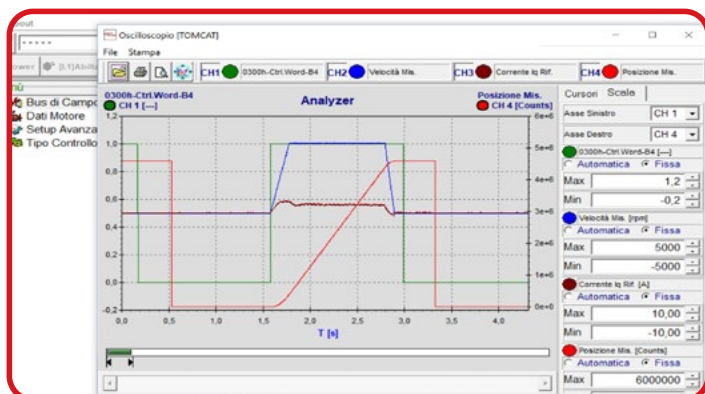 Oscilloscopio [TOMCAT]
File Stampa
CH1 0300h-Ctrl.Word-B4 CH2 Velocità Mis. CH3 Corrente Iq Rif. CH4 Posizione Mis.
Bus di Campo
Dati Motore
Setup Avanza
Tipo Controllo
0300h-Ctrl.Word-B4
CH 1 [---]
Analyzer
Posizione Mis.
CH 4 [Counts]
1,2
1,0
0,8
0,6
0,4
0,2
0,0
-0,2
6e+6
5e+6
4e+6
3e+6
2e+6
1e+6
0e+0
0,0 0,5 1,0 1,5 2,0 2,5 3,0 3,5 4,0
T [s]
Cursori Scale
Asse Sinistro CH 1
Asse Destro CH 4
0300h-Ctrl.Word-B4 [---]
Automatica Fissa
Max 1,2
Min -0,2
Velocità Mis. [rpm]
Automatica Fissa
Max 5000
Min -5000
Corrente Iq Rif. [A]
Automatica Fissa
Max 10,00
Min -10,00
Posizione Mis. [Counts]
Automatica Fissa
Max 6000000